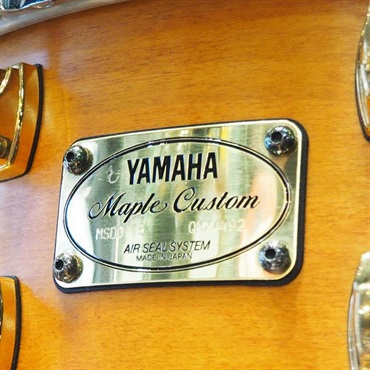 YAMAHA
Maple Custom
AIR SEAL SYSTEM
MADE IN JAPAN